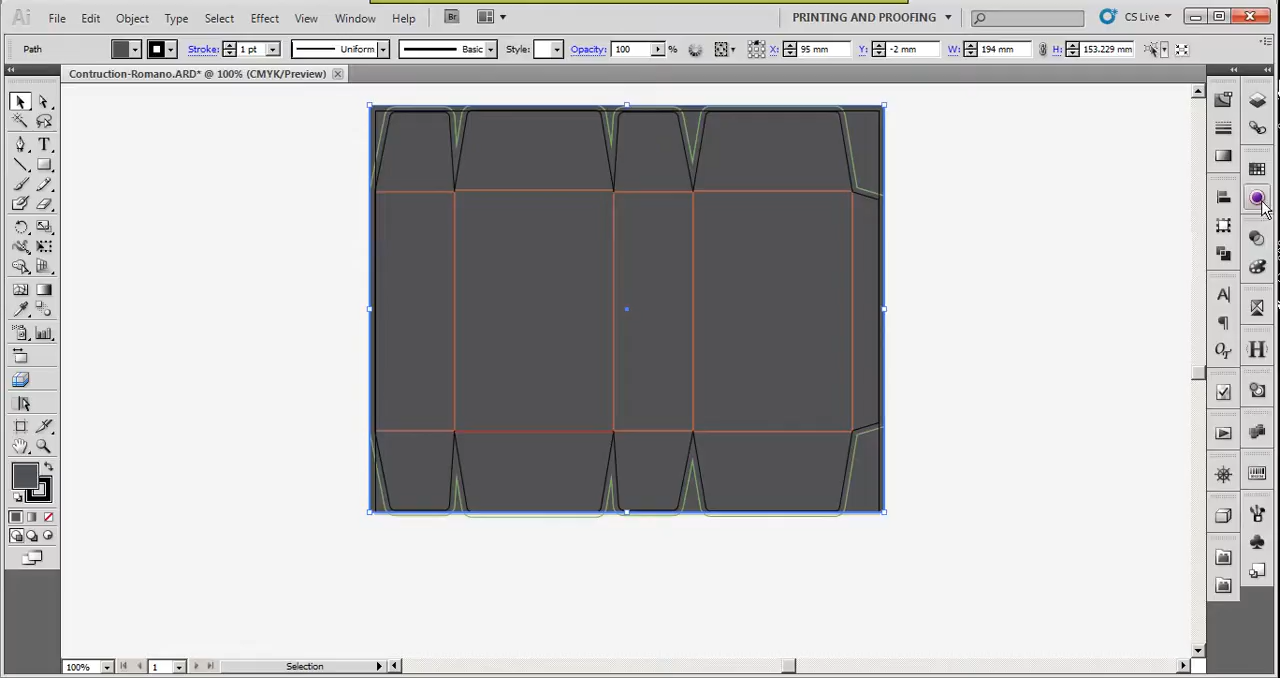 Ai File Edit Object Type Select Effect View Window Help Br PRINTING AND PROOFING CS Live
Path Stroke: 1 pt Uniform Basic Style: Opacity: 100 % X: 95 mm Y: -2 mm W: 194 mm H: 153.229 mm
Contruction-Romano.ARD* @ 100% (CMYK/Preview)
100% 1 Selection